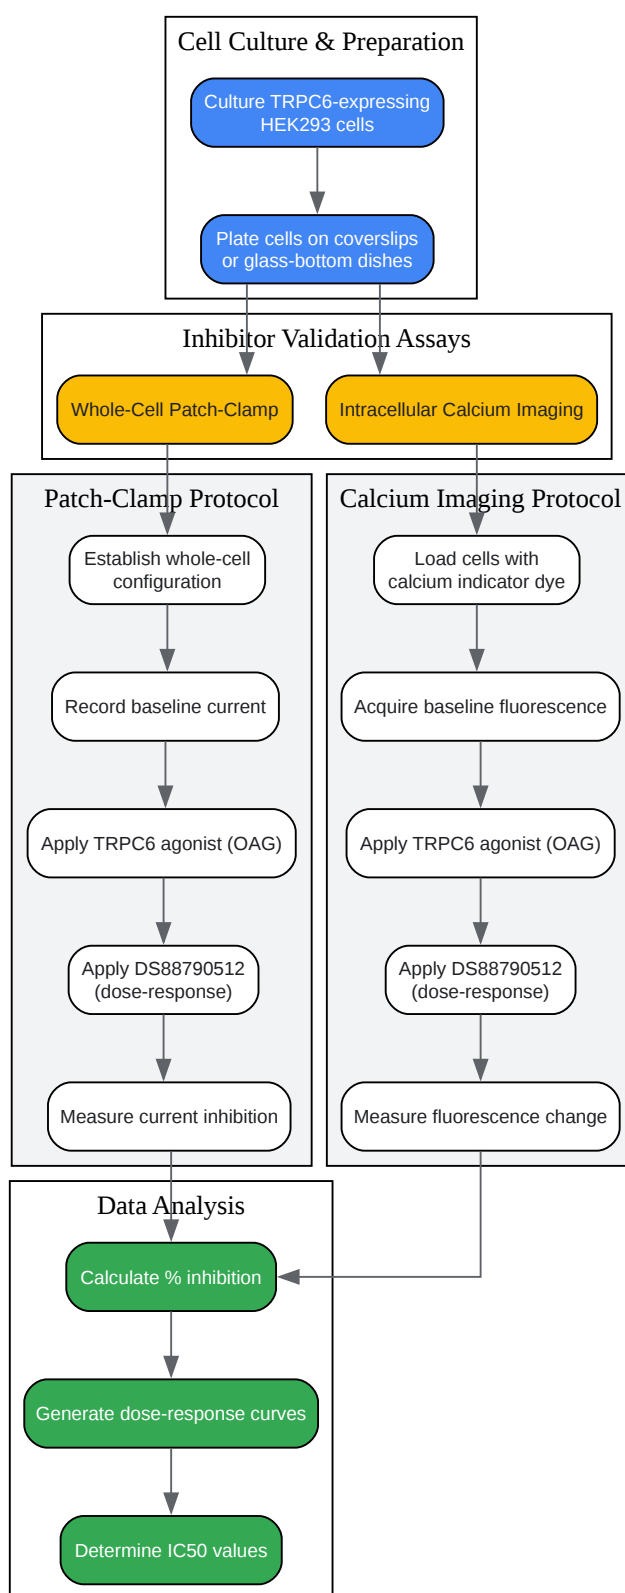 Cell Culture & Preparation
Culture TRPC6-expressing
HEK293 cells
Plate cells on coverslips
or glass-bottom dishes
Inhibitor Validation Assays
Whole-Cell Patch-Clamp
Intracellular Calcium Imaging
Patch-Clamp Protocol
Establish whole-cell
configuration
Record baseline current
Apply TRPC6 agonist (OAG)
Apply DS88790512
(dose-response)
Measure current inhibition
Calcium Imaging Protocol
Load cells with
calcium indicator dye
Acquire baseline fluorescence
Apply TRPC6 agonist (OAG)
Apply DS88790512
(dose-response)
Measure fluorescence change
Data Analysis
Calculate % inhibition
Generate dose-response curves
Determine IC50 values